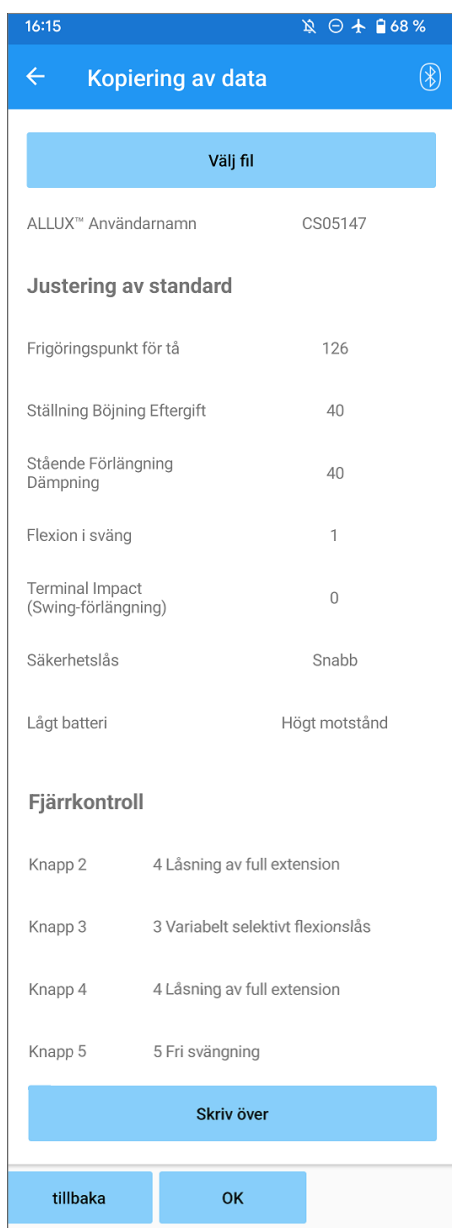 16:15 68 %
Kopiering av data
Välj fil
ALLUX™ Användarnamn CS05147
Justering av standard
Frigöringspunkt för tå 126
Ställning Böjning Eftergift 40
Stående Förlängning
Dämpning 40
Flexion i sväng 1
Terminal Impact
(Swing-förlängning) 0
Säkerhetslås Snabb
Lågt batteri Högt motstånd
Fjärrkontroll
Knapp 2 4 Låsning av full extension
Knapp 3 3 Variabelt selektivt flexionslås
Knapp 4 4 Låsning av full extension
Knapp 5 5 Fri svängning
Skriv över
tillbaka OK